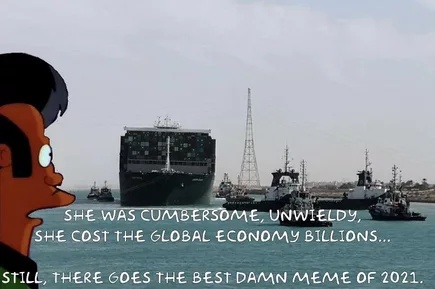 SHE WAS CUMBERSOME, UNWIELDY,
SHE COST THE GLOBAL ECONOMY BILLIONS...
STILL, THERE GOES THE BEST DAMN MEME OF 2021.